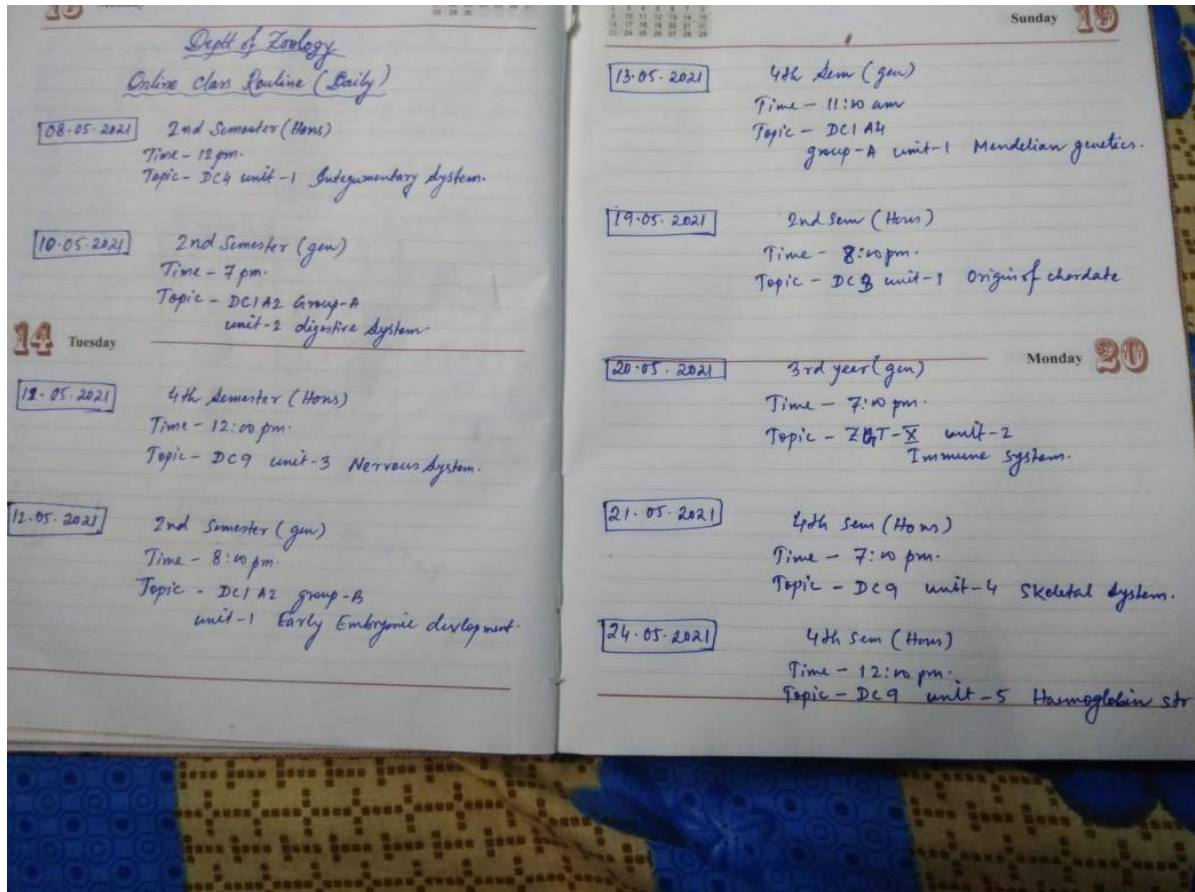 Deptt of Zoology
Online Class Routine (Daily)
08.05.2021 2nd Semester (Hons)
Time - 12 pm.
Topic - DC4 unit-1 Integumentary System.
10.05.2021 2nd Semester (gen)
Time - 7 pm.
Topic - DC1A2 Group-A
unit-2 digestive System.
14 Tuesday
12.05.2021 4th Semester (Hons)
Time - 12:00 pm.
Topic - DC9 unit-3 Nervous System.
12.05.2021 2nd Semester (gen)
Time - 8:00 pm.
Topic - DC1A2 group-B
unit-1 Early Embryonic devlopment.
Sunday 19
13.05.2021 4th Sem (gen)
Time - 11:00 am
Topic - DC1A4
group-A unit-1 Mendelian genetics.
19.05.2021 2nd Sem (Hons)
Time - 8:00 pm.
Topic - DC3 unit-1 Origin of chordate
Monday 20
20.05.2021 3rd year (gen)
Time - 7:00 pm.
Topic - unit-2
Immune system.
21.05.2021 4th Sem (Hons)
Time - 7:00 pm.
Topic - DC9 unit-4 Skeletal System.
24.05.2021 4th Sem (Hons)
Time - 12:00 pm.
Topic - DC9 unit-5 Haemoglobin str